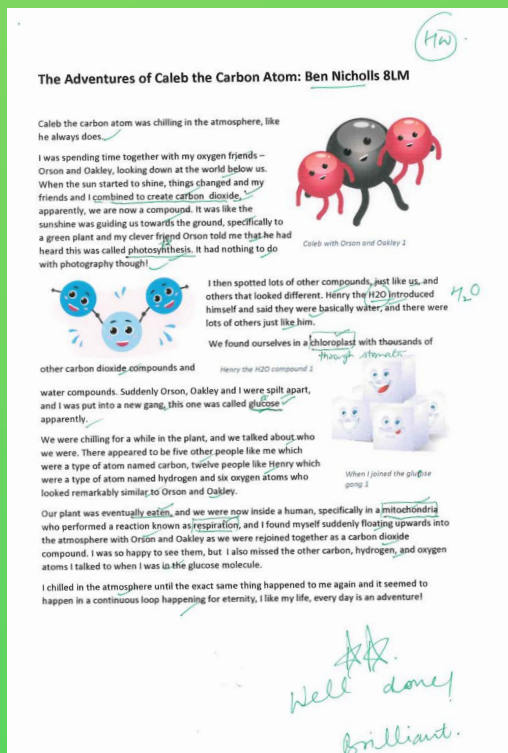 HW.
The Adventures of Caleb the Carbon Atom: Ben Nicholls 8LM
Caleb the carbon atom was chilling in the atmosphere, like
he always does.
I was spending time together with my oxygen friends –
Orson and Oakley, looking down at the world below us.
When the sun started to shine, things changed and my
friends and I combined to create carbon dioxide,
apparently, we are now a compound. It was like the
sunshine was guiding us towards the ground, specifically to
a green plant and my clever friend Orson told me that he had
heard this was called photosynthesis. It had nothing to do
with photography though!
Caleb with Orson and Oakley 1
I then spotted lots of other compounds, just like us, and
others that looked different. Henry the H2O introduced
H2O
himself and said they were basically water, and there were
lots of others just like him.
We found ourselves in a chloroplast with thousands of
through stomata
other carbon dioxide compounds and
Henry the H2O compound 1
water compounds. Suddenly Orson, Oakley and I were spilt apart,
and I was put into a new gang, this one was called glucose
apparently.
We were chilling for a while in the plant, and we talked about who
we were. There appeared to be five other people like me which
were a type of atom named carbon, twelve people like Henry which
were a type of atom named hydrogen and six oxygen atoms who
looked remarkably similar to Orson and Oakley.
When I joined the glucose
gang 1
Our plant was eventually eaten, and we were now inside a human, specifically in a mitochondria
who performed a reaction known as respiration, and I found myself suddenly floating upwards into
the atmosphere with Orson and Oakley as we were rejoined together as a carbon dioxide
compound. I was so happy to see them, but I also missed the other carbon, hydrogen, and oxygen
atoms I talked to when I was in the glucose molecule.
I chilled in the atmosphere until the exact same thing happened to me again and it seemed to
happen in a continuous loop happening for eternity, I like my life, every day is an adventure!
Well done!
Brilliant.